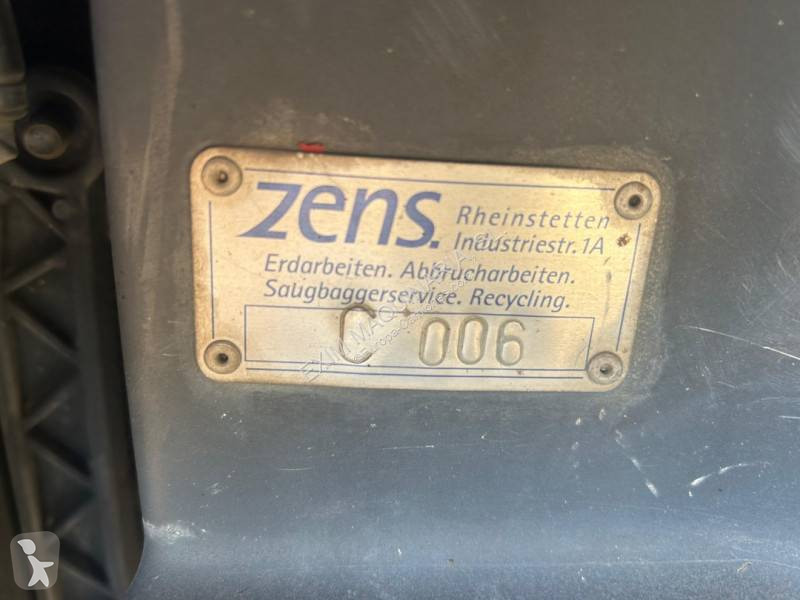 zens. Rheinstetten
Industriestr. 1A
Erdarbeiten. Abbrucharbeiten.
Saugbaggerservice. Recycling.
C 006